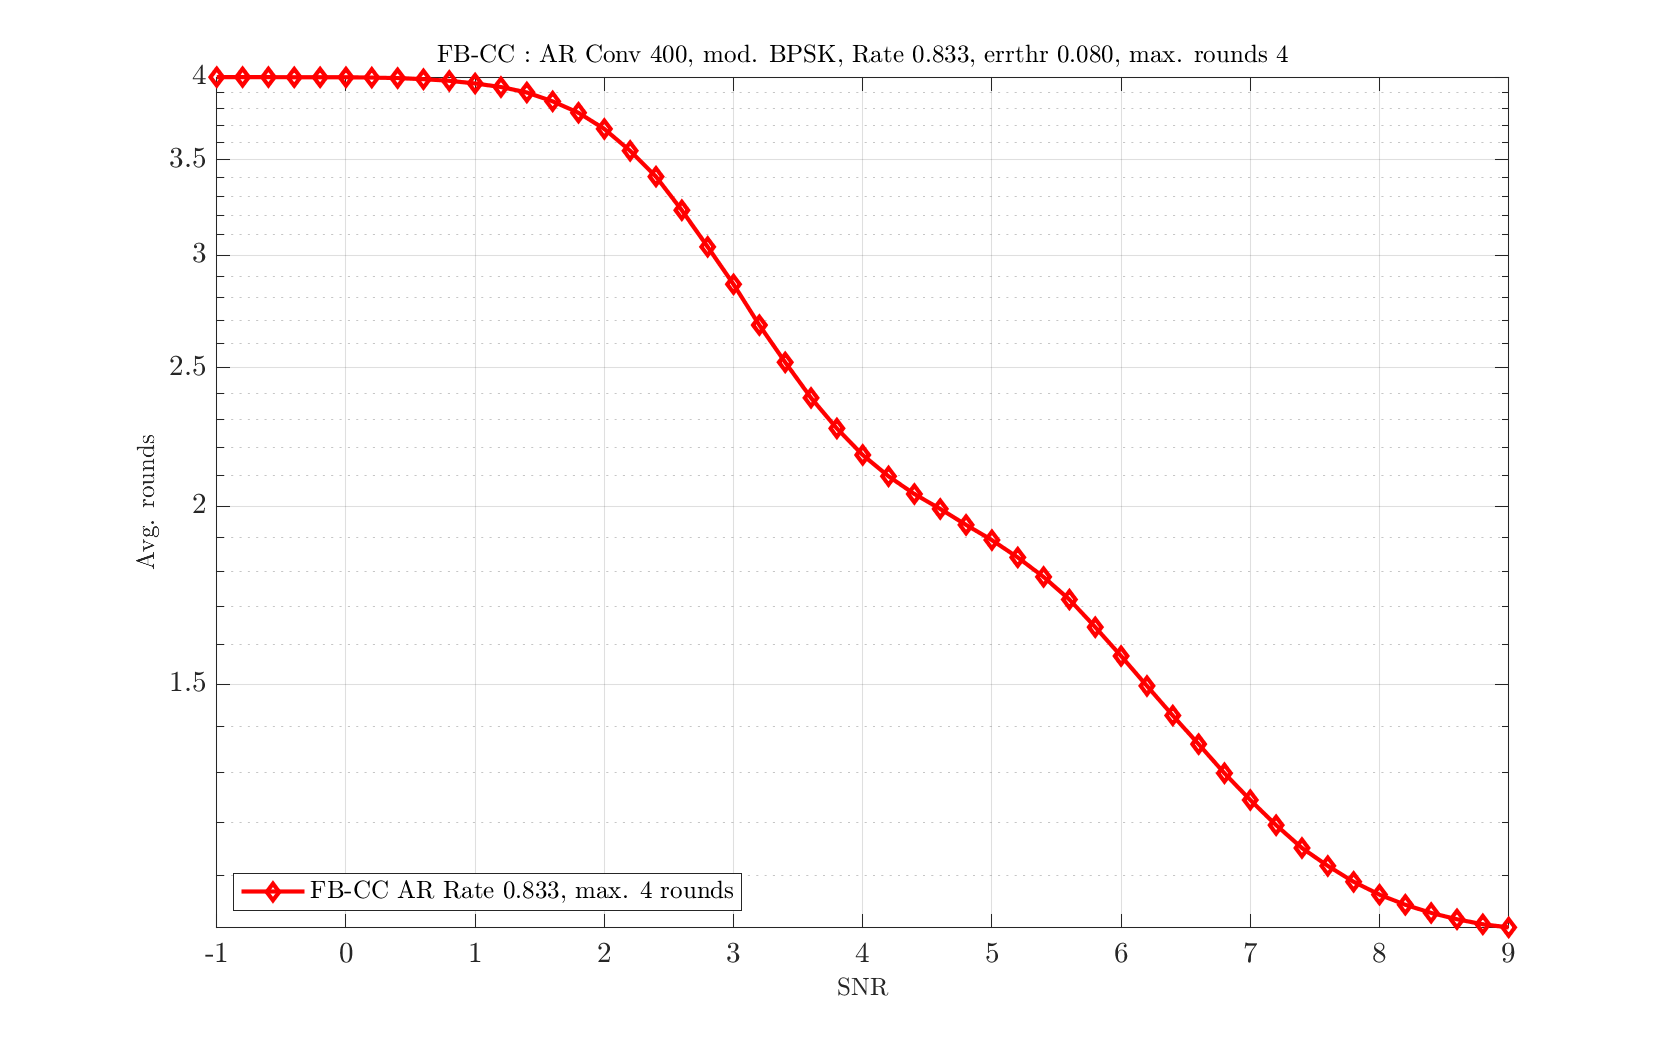 FB-CC : AR Conv 400, mod. BPSK, Rate 0.833, errthr 0.080, max. rounds 4
4
3.5
3
2.5
2
1.5
Avg. rounds
FB-CC AR Rate 0.833, max. 4 rounds
-1 0 1 2 3 4 5 6 7 8 9
SNR